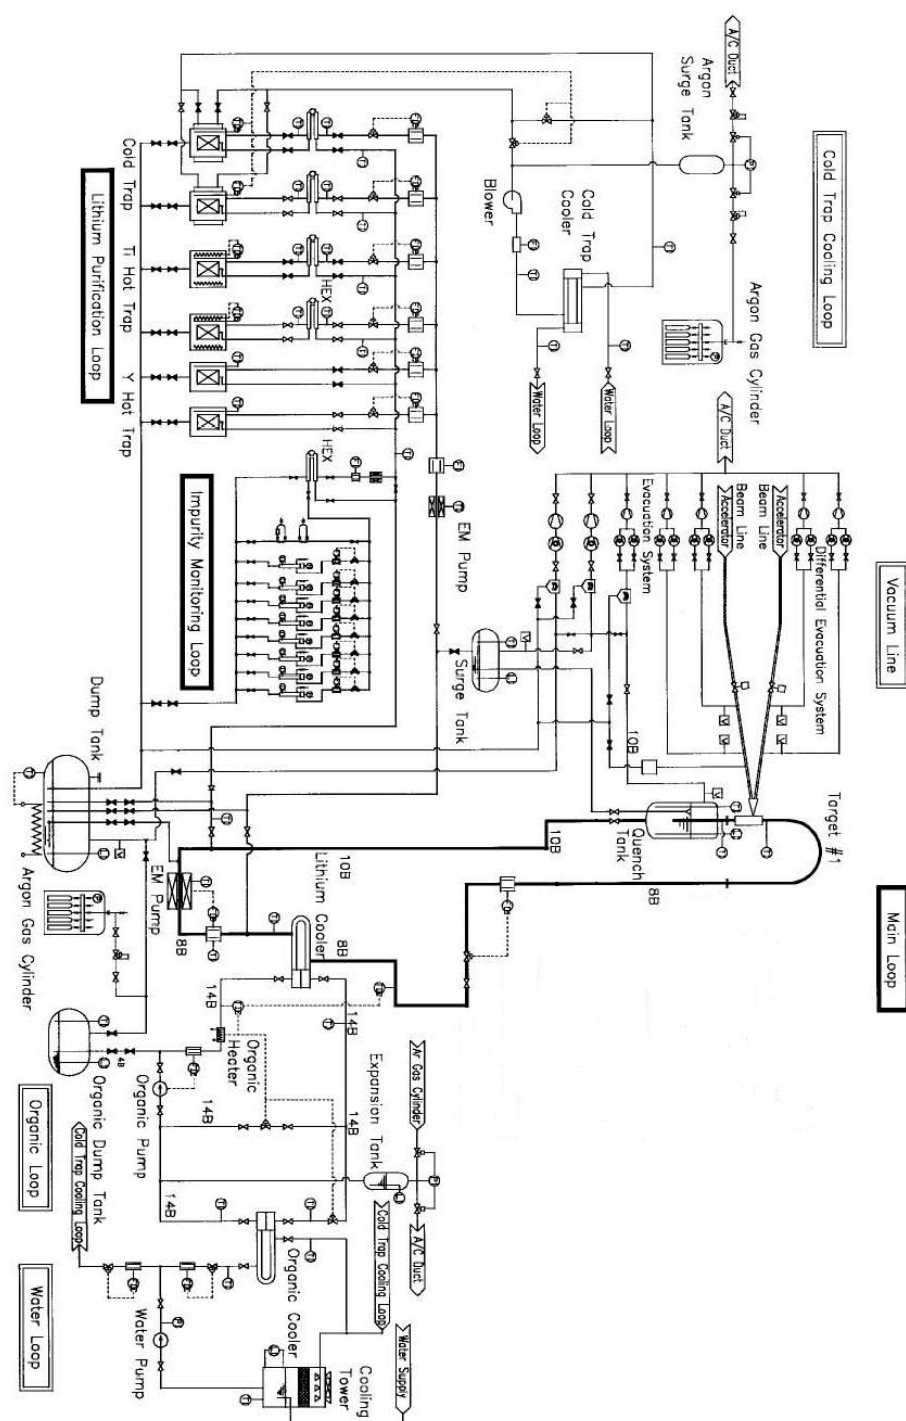 Cold Trap Cooling Loop
Vacuum Line
Main Loop
A/C Duct
Argon
Surge Tank
Argon Gas Cylinder
Cold Trap
Cooler
Blower
Water Loop
Water Loop
A/C Duct
Accelerator
Beam Line
Accelerator
Beam Line
Differential Evacuation System
Evacuation System
Target #1
Quench
Tank
10B
10B
8B
Cold Trap
Ti Hot Trap
Y Hot Trap
HEX
HEX
Lithium Purification Loop
Impurity Monitoring Loop
EM Pump
Surge Tank
Dump Tank
Argon Gas Cylinder
EM Pump
10B
8B
Lithium
Cooler
8B
14B
14B
Organic
Heater
14B
14B
14B
4B
Organic Pump
Organic Dump Tank
Organic Loop
Expansion Tank
Ar Gas Cylinder
A/C Duct
Cold Trap Cooling Loop
Cold Trap Cooling Loop
Organic Cooler
Water Pump
Water Loop
Water Supply
Cooling
Tower